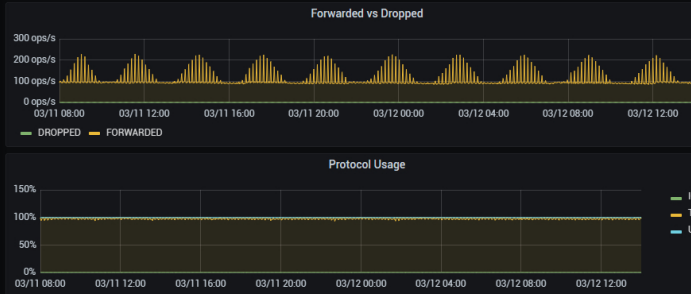 Forwarded vs Dropped
300 ops/s
200 ops/s
100 ops/s
0 ops/s
03/11 08:00 03/11 12:00 03/11 16:00 03/11 20:00 03/12 00:00 03/12 04:00 03/12 08:00 03/12 12:00
DROPPED FORWARDED
Protocol Usage
150%
100%
50%
0%
03/11 08:00 03/11 12:00 03/11 16:00 03/11 20:00 03/12 00:00 03/12 04:00 03/12 08:00 03/12 12:00